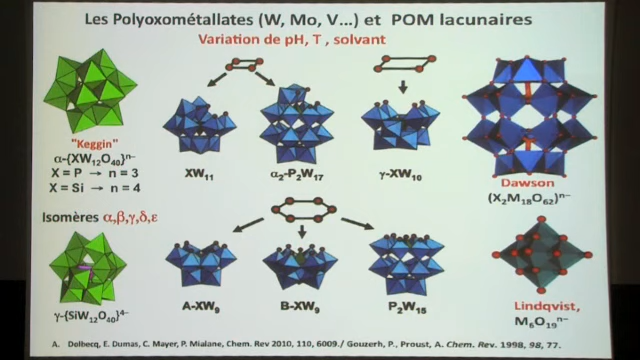 Les Polyoxométallates (W, Mo, V...) et POM lacunaires
Variation de pH, T , solvant
"Keggin"
α-{XW₁₂O₄₀}ⁿ⁻
X = P → n = 3
X = Si → n = 4
XW₁₁
α₂-P₂W₁₇
γ-XW₁₀
Dawson
(X₂M₁₈O₆₂)ⁿ⁻
Isomères α,β,γ,δ,ε
γ-{SiW₁₂O₄₀}⁴⁻
A-XW₉
B-XW₉
P₂W₁₅
Lindqvist,
M₆O₁₉ⁿ⁻
A. Dolbecq, E. Dumas, C. Mayer, P. Mialane, Chem. Rev 2010, 110, 6009./ Gouzerh, P., Proust, A. Chem. Rev. 1998, 98, 77.